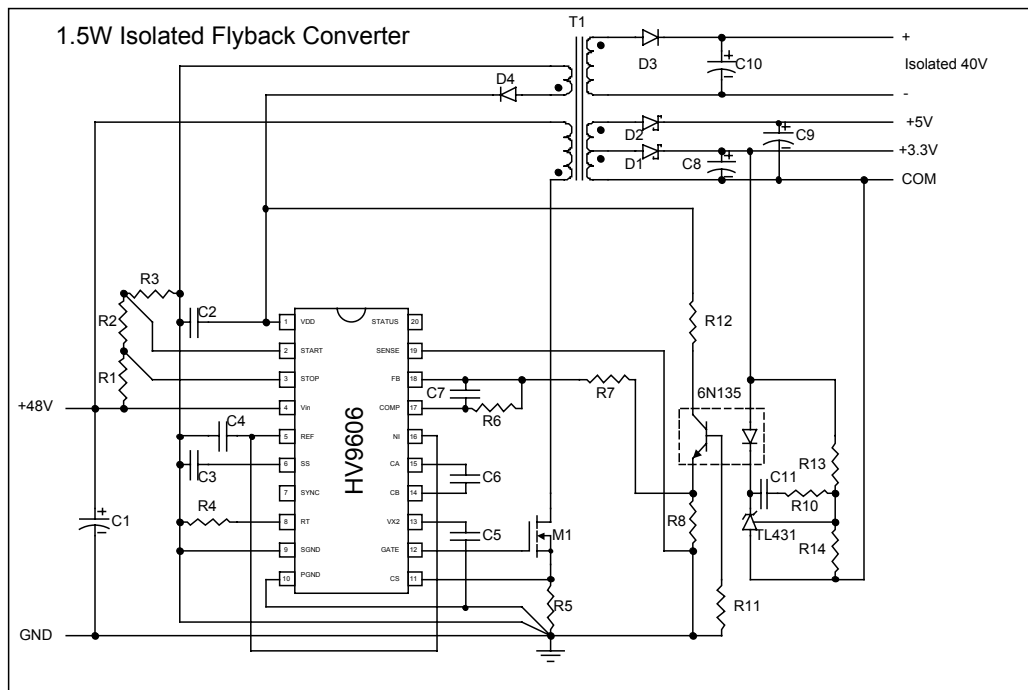 1.5W Isolated Flyback Converter
T1
+
D3
C10
Isolated 40V
-
D4
+5V
D2
C9
+3.3V
D1
C8
COM
R3
C2
R2
R1
+48V
C4
C3
R4
C1
GND
HV9606
1 VDD
2 START
3 STOP
4 Vin
5 REF
6 SS
7 SYNC
8 RT
9 SGND
10 PGND
STATUS 20
SENSE 19
FB 18
COMP 17
NI 16
CA 15
CB 14
VX2 13
GATE 12
CS 11
C7
R6
R7
C6
C5
M1
R5
R12
6N135
R8
R11
C11
R10
R13
TL431
R14
+
-
+
-
+
-
+
-